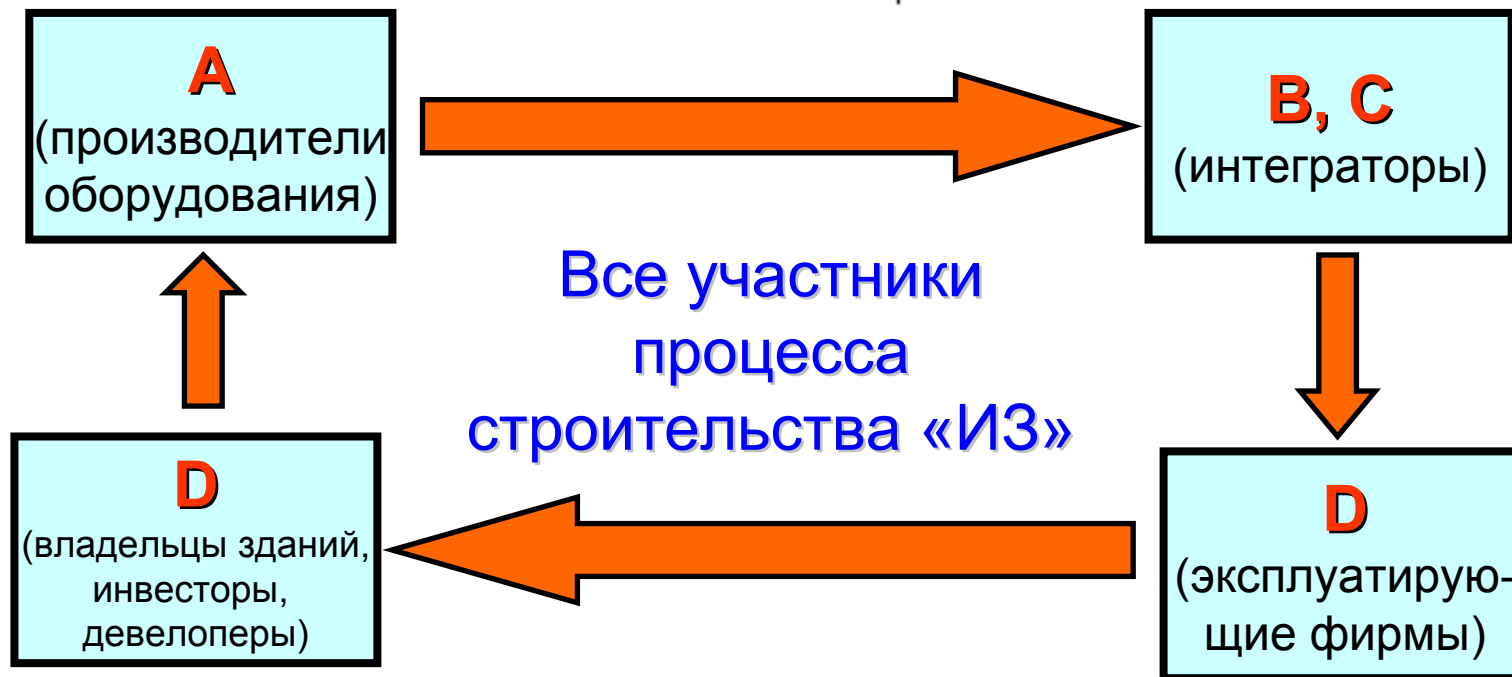 A
(производители
оборудования)
B, C
(интеграторы)
Все участники
процесса
строительства «ИЗ»
D
(владельцы зданий,
инвесторы,
девелоперы)
D
(эксплуатирую-
щие фирмы)